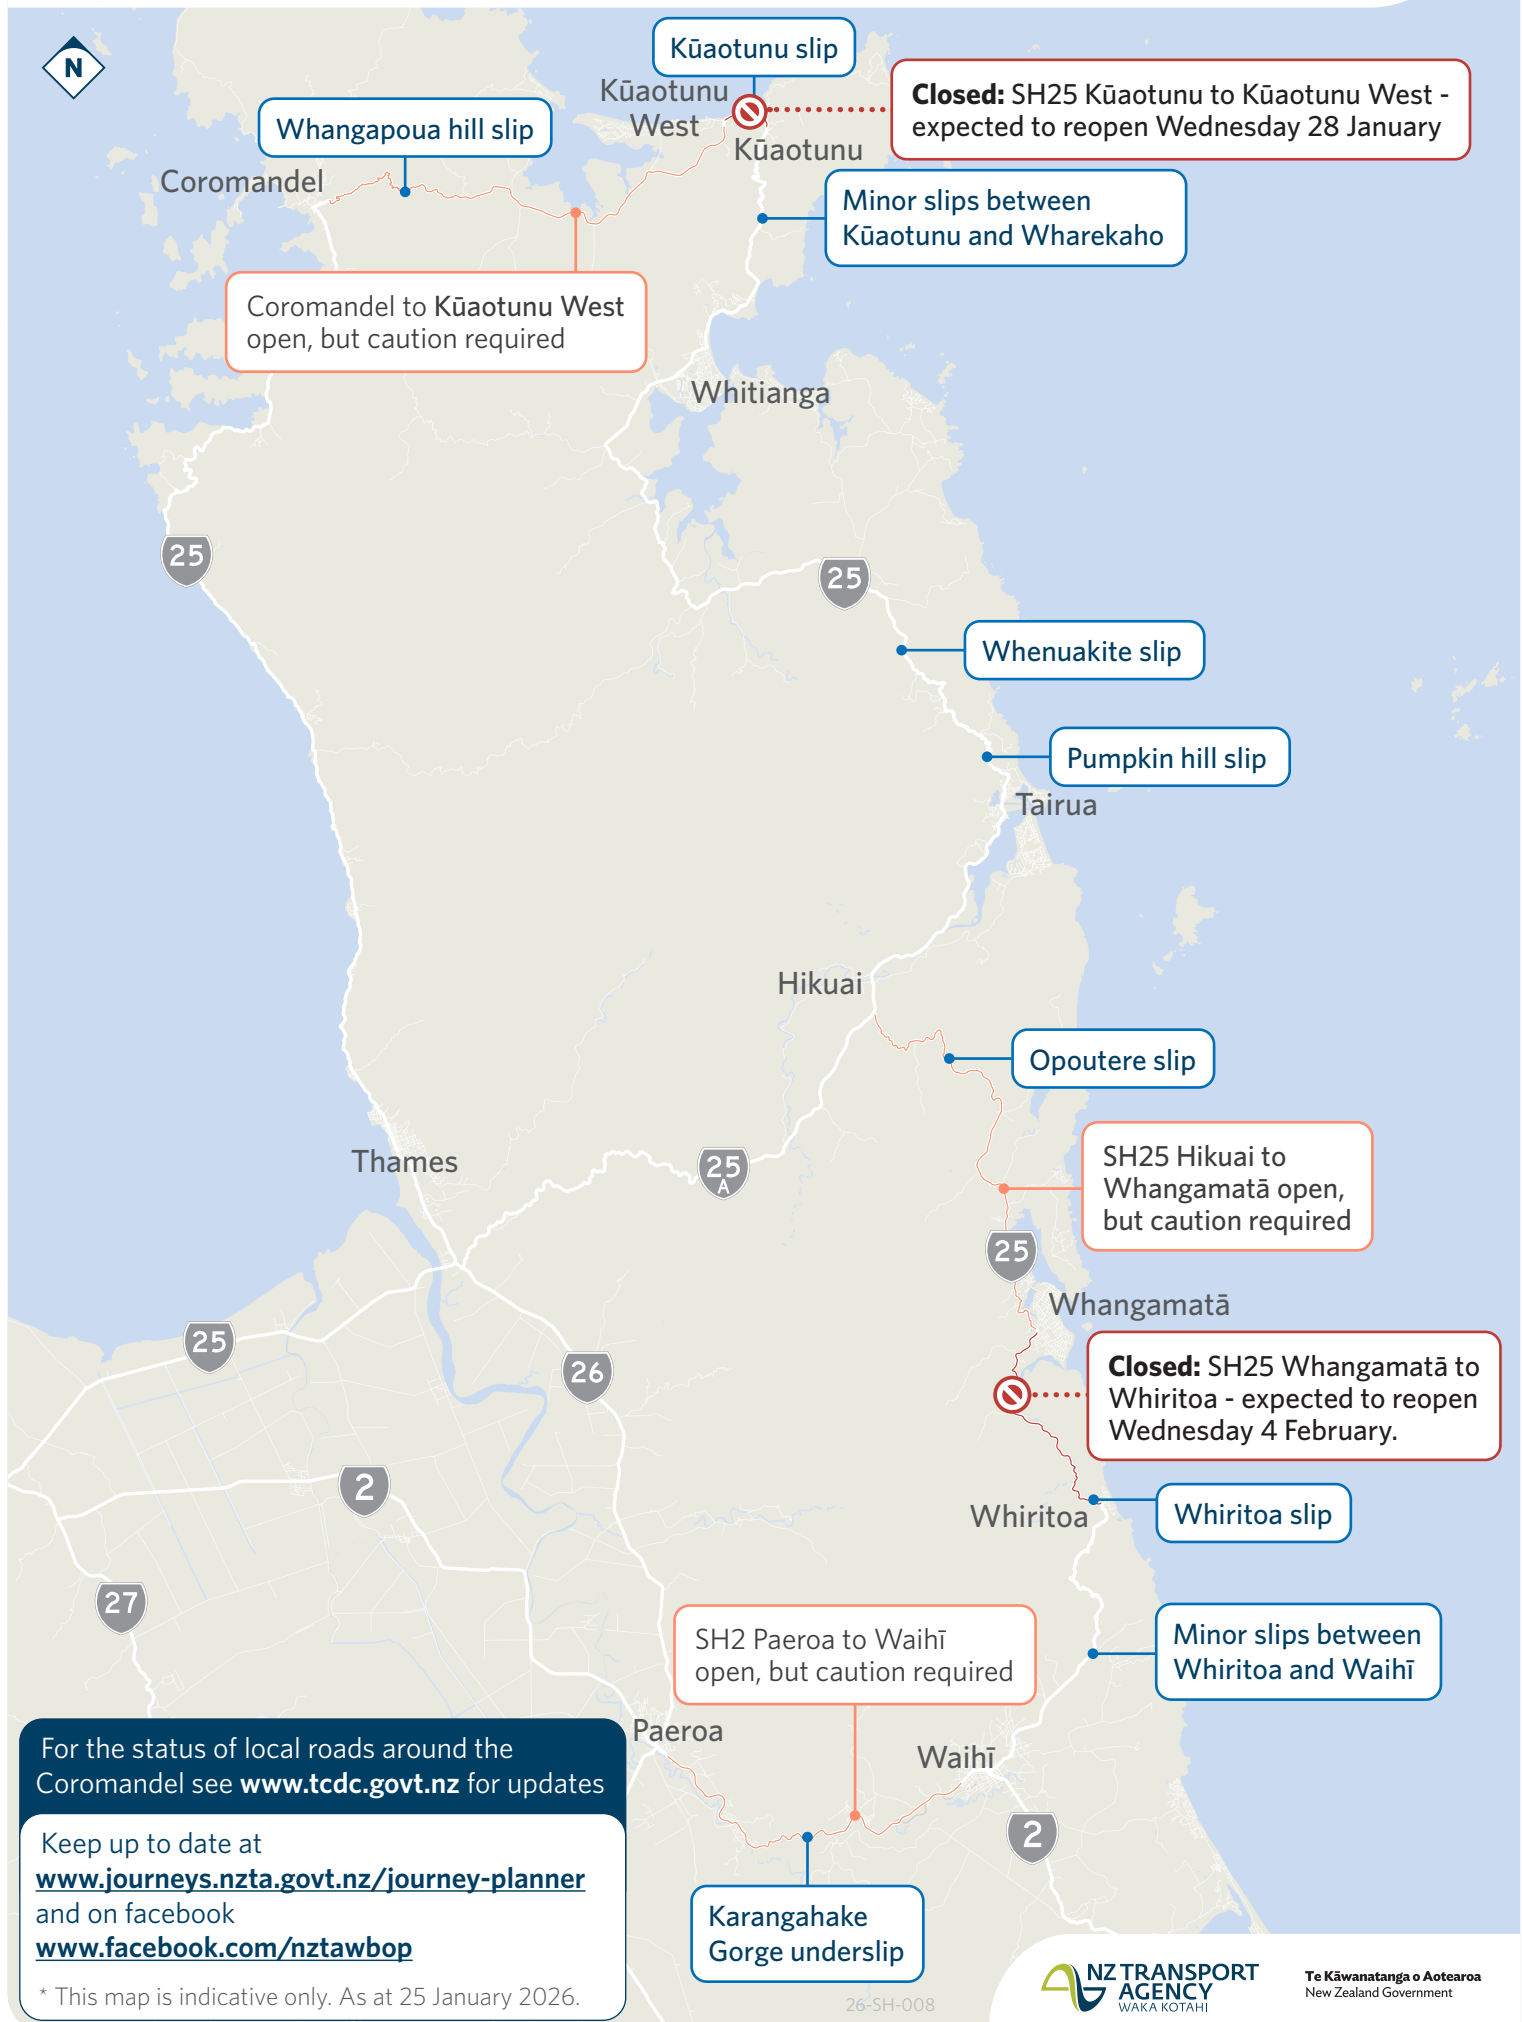 N
Kūaotunu slip
Kūaotunu
West
Closed: SH25 Kūaotunu to Kūaotunu West -
expected to reopen Wednesday 28 January
Whangapoua hill slip
Kūaotunu
Coromandel
Minor slips between
Kūaotunu and Wharekaho
Coromandel to Kūaotunu West
open, but caution required
Whitianga
25
25
Whenuakite slip
Pumpkin hill slip
Tairua
Hikuai
Opoutere slip
Thames
25
A
SH25 Hikuai to
Whangamatā open,
but caution required
25
Whangamatā
25
26
Closed: SH25 Whangamatā to
Whiritoa - expected to reopen
Wednesday 4 February.
2
Whiritoa
Whiritoa slip
27
SH2 Paeroa to Waihī
open, but caution required
Minor slips between
Whiritoa and Waihī
Paeroa
Waihī
2
For the status of local roads around the
Coromandel see www.tcdc.govt.nz for updates
Keep up to date at
www.journeys.nzta.govt.nz/journey-planner
and on facebook
www.facebook.com/nztawbop
* This map is indicative only. As at 25 January 2026.
Karangahake
Gorge underslip
26-SH-008
NZ TRANSPORT
AGENCY
WAKA KOTAHI
Te Kāwanatanga o Aotearoa
New Zealand Government